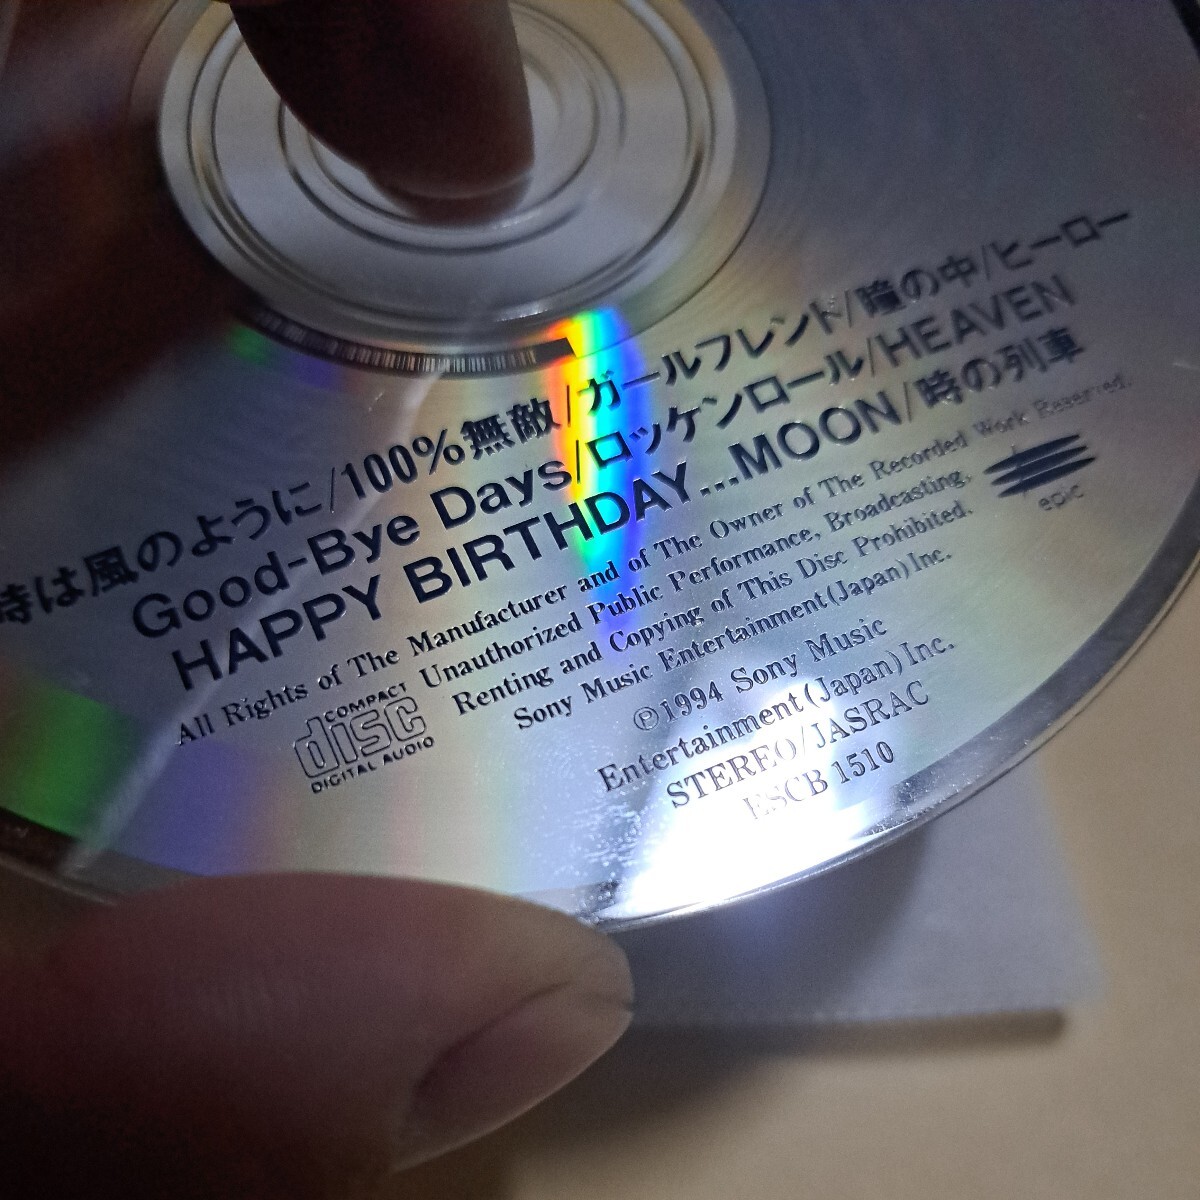 時は風のように/100%無敵/ガールフレンド/瞳の中/ヒーロー
Good-Bye Days/ロッケンロール/HEAVEN
HAPPY BIRTHDAY...MOON/時の列車
All Rights of The Manufacturer and of The Owner of The Recorded Work Reserved.
Unauthorized Public Performance, Broadcasting,
Renting and Copying of This Disc Prohibited.
Sony Music Entertainment(Japan)Inc.
℗1994 Sony Music
Entertainment(Japan)Inc.
STEREO/JASRAC
ESCB 1510
COMPACT
disc
DIGITAL AUDIO
epic